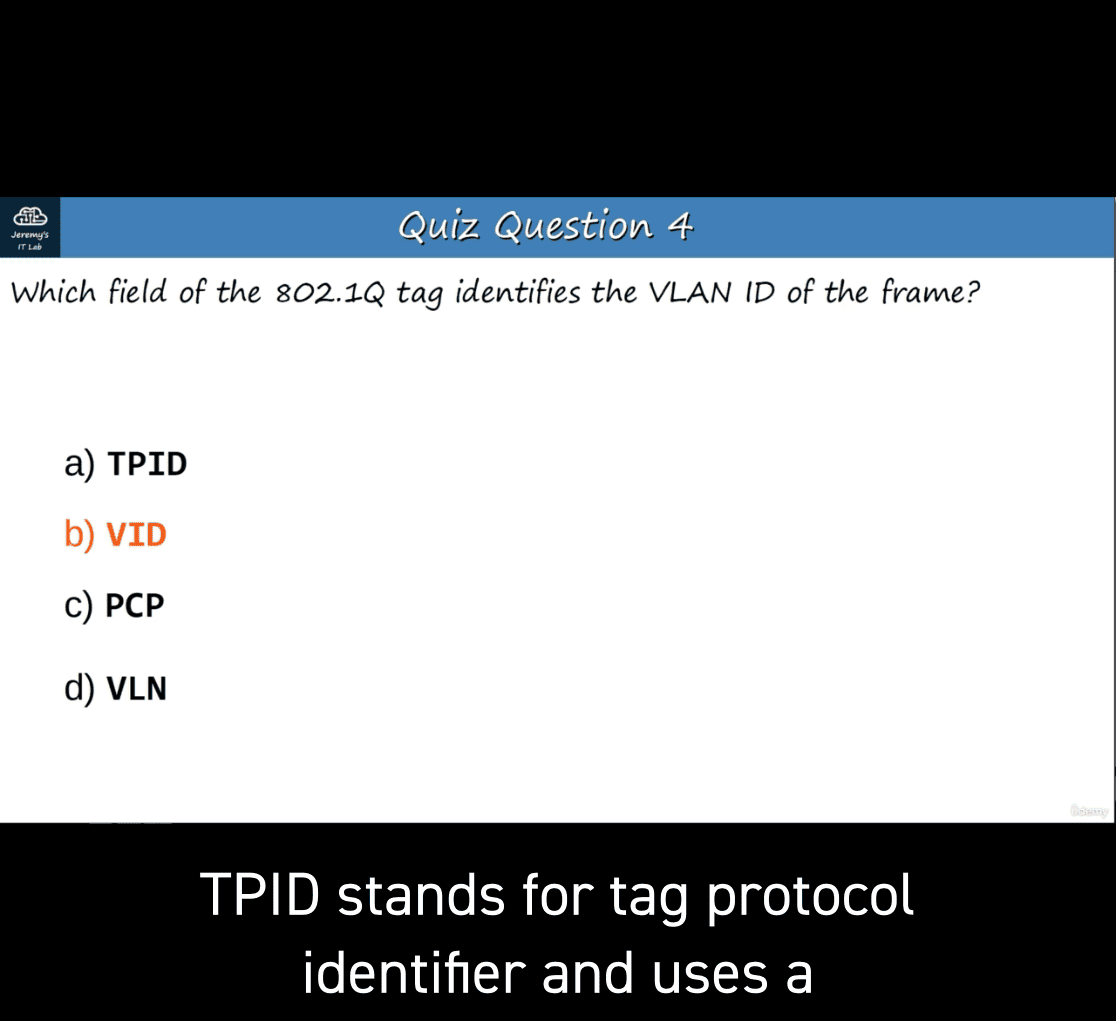 Jeremy's
IT Lab
Quiz Question 4
Which field of the 802.1Q tag identifies the VLAN ID of the frame?
a) TPID
b) VID
c) PCP
d) VLN
Udemy
TPID stands for tag protocol
identifier and uses a